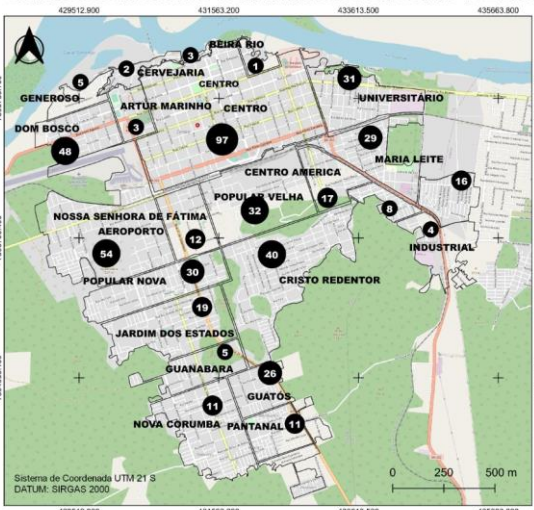 429512.900 431563.200 433613.500 435663.800
BEIRA RIO
3
1
2
CERVEJARIA
31
5
CENTRO
GENEROSO
ARTUR MARINHO
UNIVERSITÁRIO
CENTRO
DOM BOSCO
3
29
97
48
MARIA LEITE
CENTRO AMERICA
16
POPULAR VELHA
17
NOSSA SENHORA DE FÁTIMA
32
8
AEROPORTO
4
12
INDUSTRIAL
54
40
30
POPULAR NOVA
CRISTO REDENTOR
19
JARDIM DOS ESTADOS
5
GUANABARA
26
GUATÓS
11
NOVA CORUMBA
PANTANAL
11
Sistema de Coordenada UTM 21 S
DATUM: SIRGAS 2000
0 250 500 m